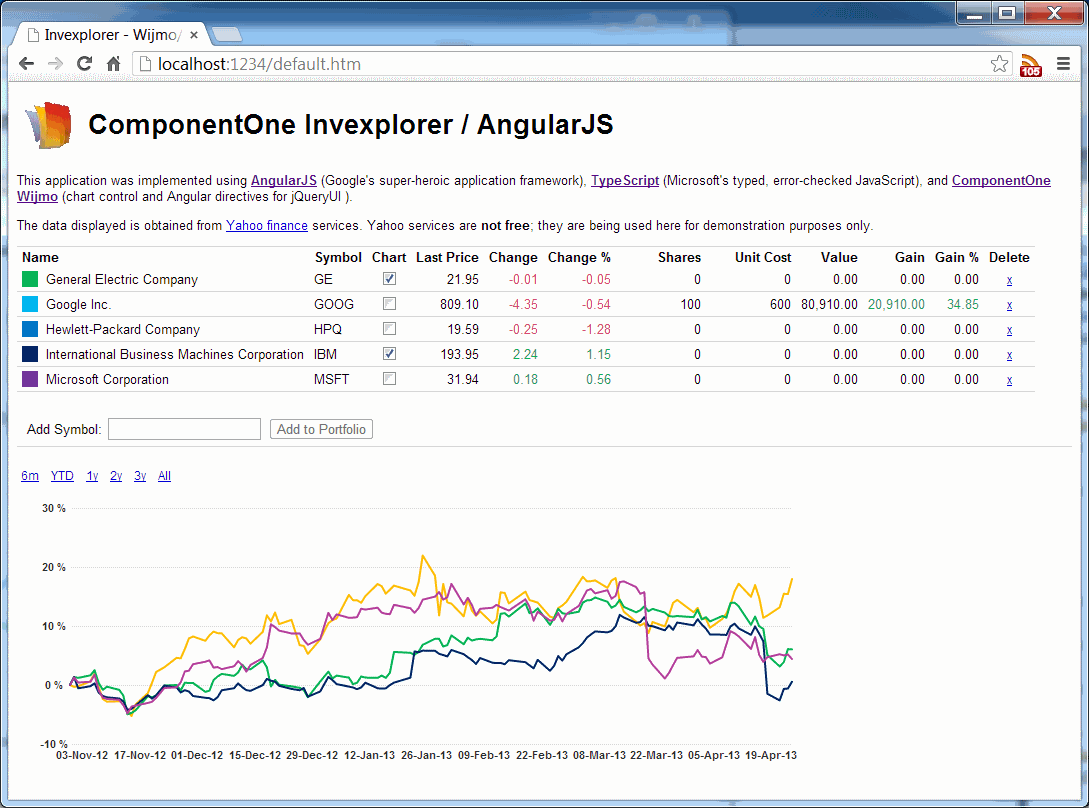 Invexplorer - Wijmo/
localhost:1234/default.htm
105
ComponentOne Invexplorer / AngularJS
This application was implemented using AngularJS (Google's super-heroic application framework), TypeScript (Microsoft's typed, error-checked JavaScript), and ComponentOne
Wijmo (chart control and Angular directives for jQueryUI ).
The data displayed is obtained from Yahoo finance services. Yahoo services are not free; they are being used here for demonstration purposes only.
Name Symbol Chart Last Price Change Change % Shares Unit Cost Value Gain Gain % Delete
General Electric Company GE 21.95 -0.01 -0.05 0 0 0.00 0.00 0.00 x
Google Inc. GOOG 809.10 -4.35 -0.54 100 600 80,910.00 20,910.00 34.85 x
Hewlett-Packard Company HPQ 19.59 -0.25 -1.28 0 0 0.00 0.00 0.00 x
International Business Machines Corporation IBM 193.95 2.24 1.15 0 0 0.00 0.00 0.00 x
Microsoft Corporation MSFT 31.94 0.18 0.56 0 0 0.00 0.00 0.00 x
Add Symbol: Add to Portfolio
6m YTD 1y 2y 3y All
30 %
20 %
10 %
0 %
-10 %
03-Nov-12 17-Nov-12 01-Dec-12 15-Dec-12 29-Dec-12 12-Jan-13 26-Jan-13 09-Feb-13 22-Feb-13 08-Mar-13 22-Mar-13 05-Apr-13 19-Apr-13